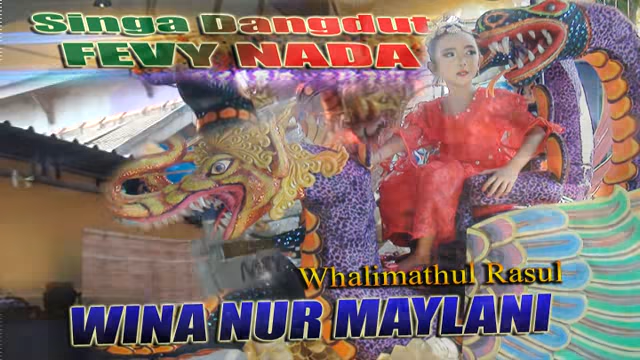 Singa Dangdut
FEVY NADA
Whalimathul Rasul
WINA NUR MAYLANI